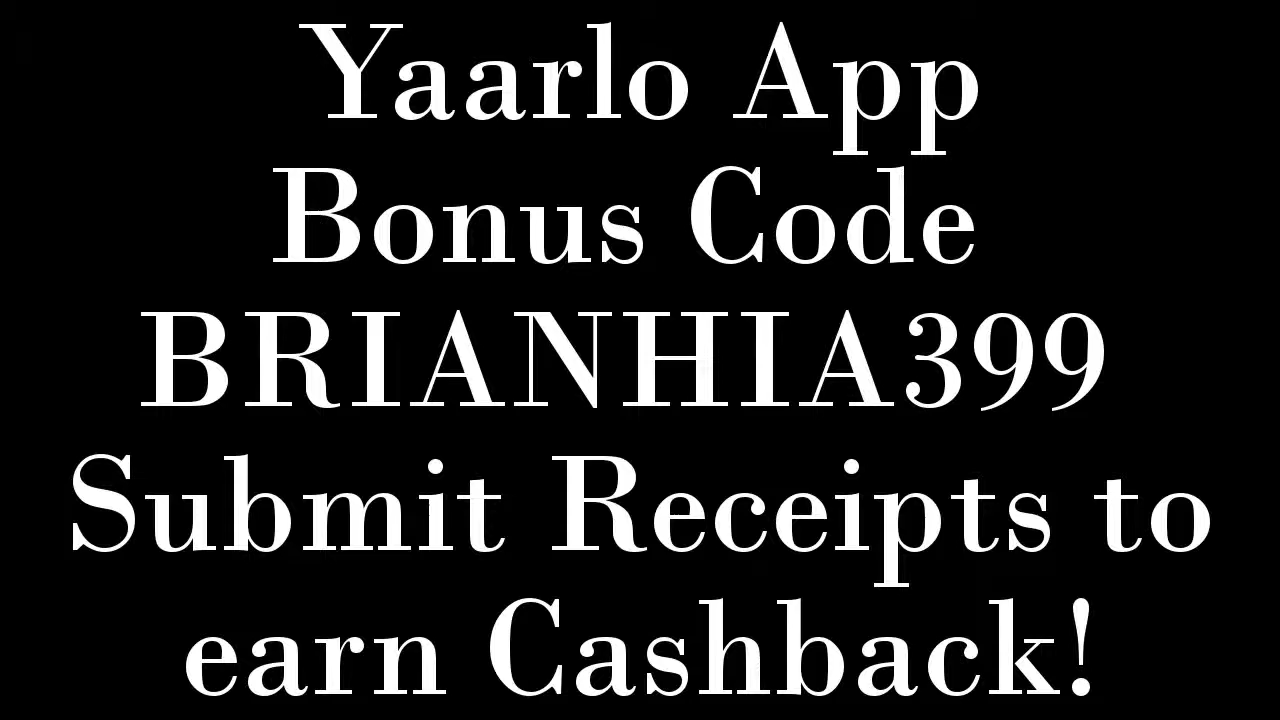 Yaarlo App
Bonus Code
BRIANHIA399
Submit Receipts to
earn Cashback!